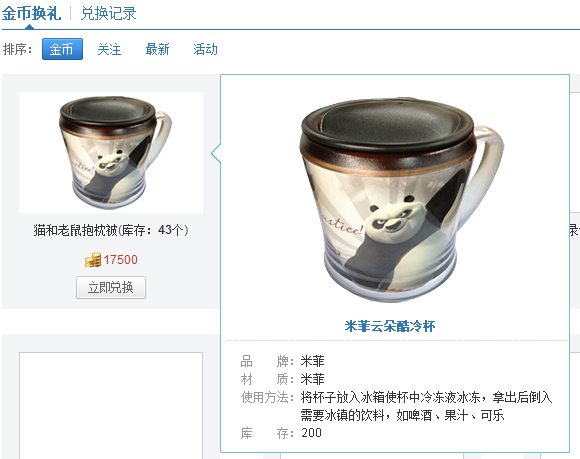 金币换礼 兑换记录
排序： 金币 关注 最新 活动
猫和老鼠抱枕被(库存：43个)
17500
立即兑换
ustice!
米菲云朵酷冷杯
品 牌：米菲
材 质：米菲
使用方法：将杯子放入冰箱使杯中冷冻液冰冻，拿出后倒入
需要冰镇的饮料，如啤酒、果汁、可乐
库 存：200